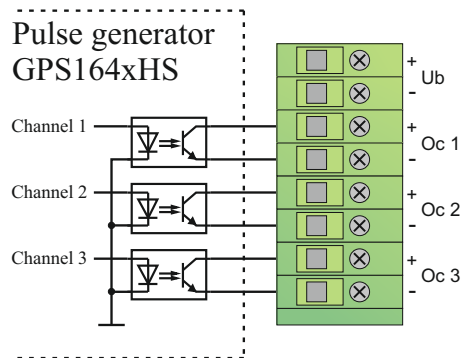 Pulse generator
GPS164xHS
Channel 1
Channel 2
Channel 3
+
Ub
-
+
Oc 1
-
+
Oc 2
-
+
Oc 3
-